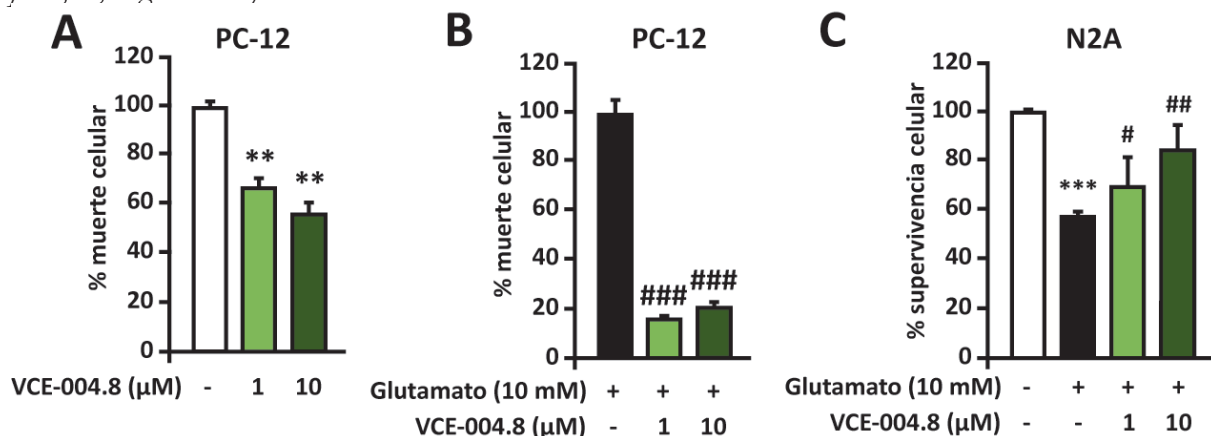 A
PC-12
120
100
80
60
40
20
0
% muerte celular
**
**
VCE-004.8 (µM) - 1 10
B
PC-12
120
100
80
60
40
20
0
% muerte celular
###
###
Glutamato (10 mM) + + +
VCE-004.8 (µM) - 1 10
C
N2A
120
100
80
60
40
20
0
% supervivencia celular
***
#
##
Glutamato (10 mM) - + + +
VCE-004.8 (µM) - - 1 10